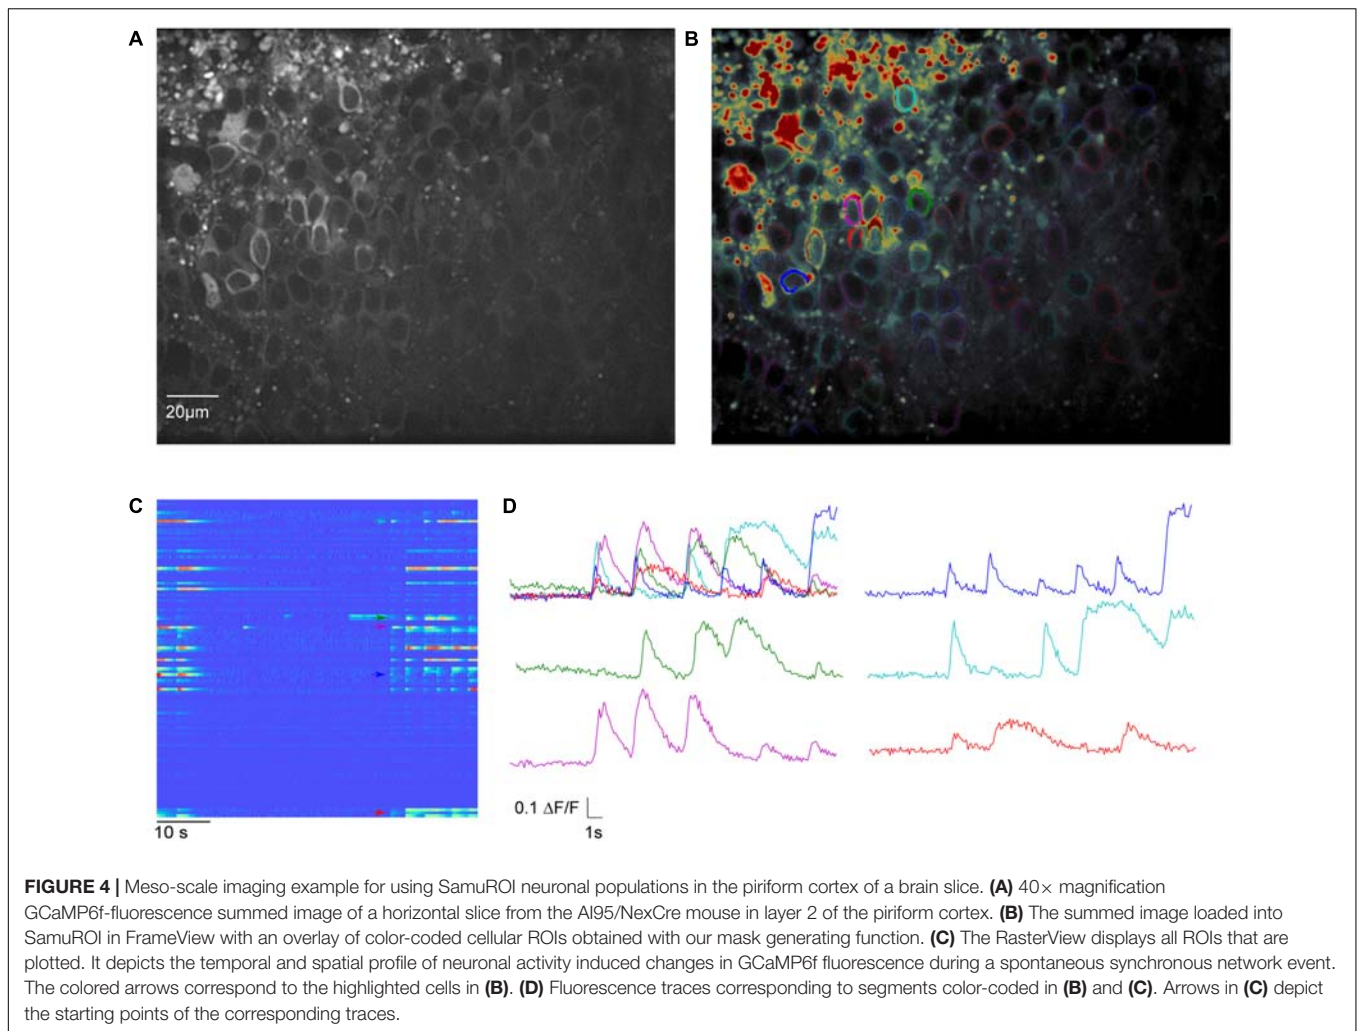 A
B
20µm
C
D
10 s
0.1 ΔF/F
1s
FIGURE 4 | Meso-scale imaging example for using SamuROI neuronal populations in the piriform cortex of a brain slice. (A) 40× magnification
GCaMP6f-fluorescence summed image of a horizontal slice from the AI95/NexCre mouse in layer 2 of the piriform cortex. (B) The summed image loaded into
SamuROI in FrameView with an overlay of color-coded cellular ROIs obtained with our mask generating function. (C) The RasterView displays all ROIs that are
plotted. It depicts the temporal and spatial profile of neuronal activity induced changes in GCaMP6f fluorescence during a spontaneous synchronous network event.
The colored arrows correspond to the highlighted cells in (B). (D) Fluorescence traces corresponding to segments color-coded in (B) and (C). Arrows in (C) depict
the starting points of the corresponding traces.